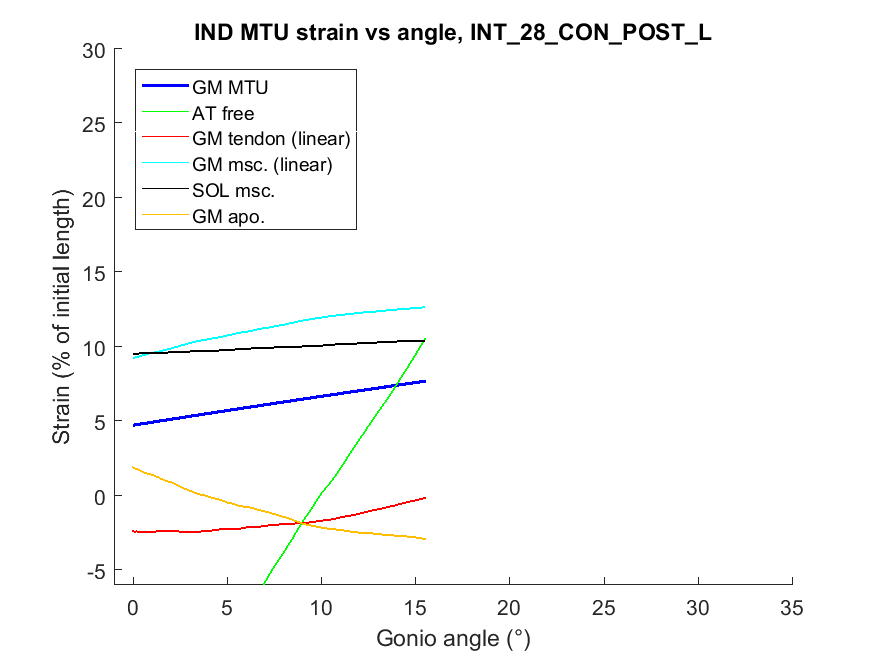 IND MTU strain vs angle, INT_28_CON_POST_L
30
25
20
15
10
5
0
-5
Strain (% of initial length)
GM MTU
AT free
GM tendon (linear)
GM msc. (linear)
SOL msc.
GM apo.
0 5 10 15 20 25 30 35
Gonio angle (°)